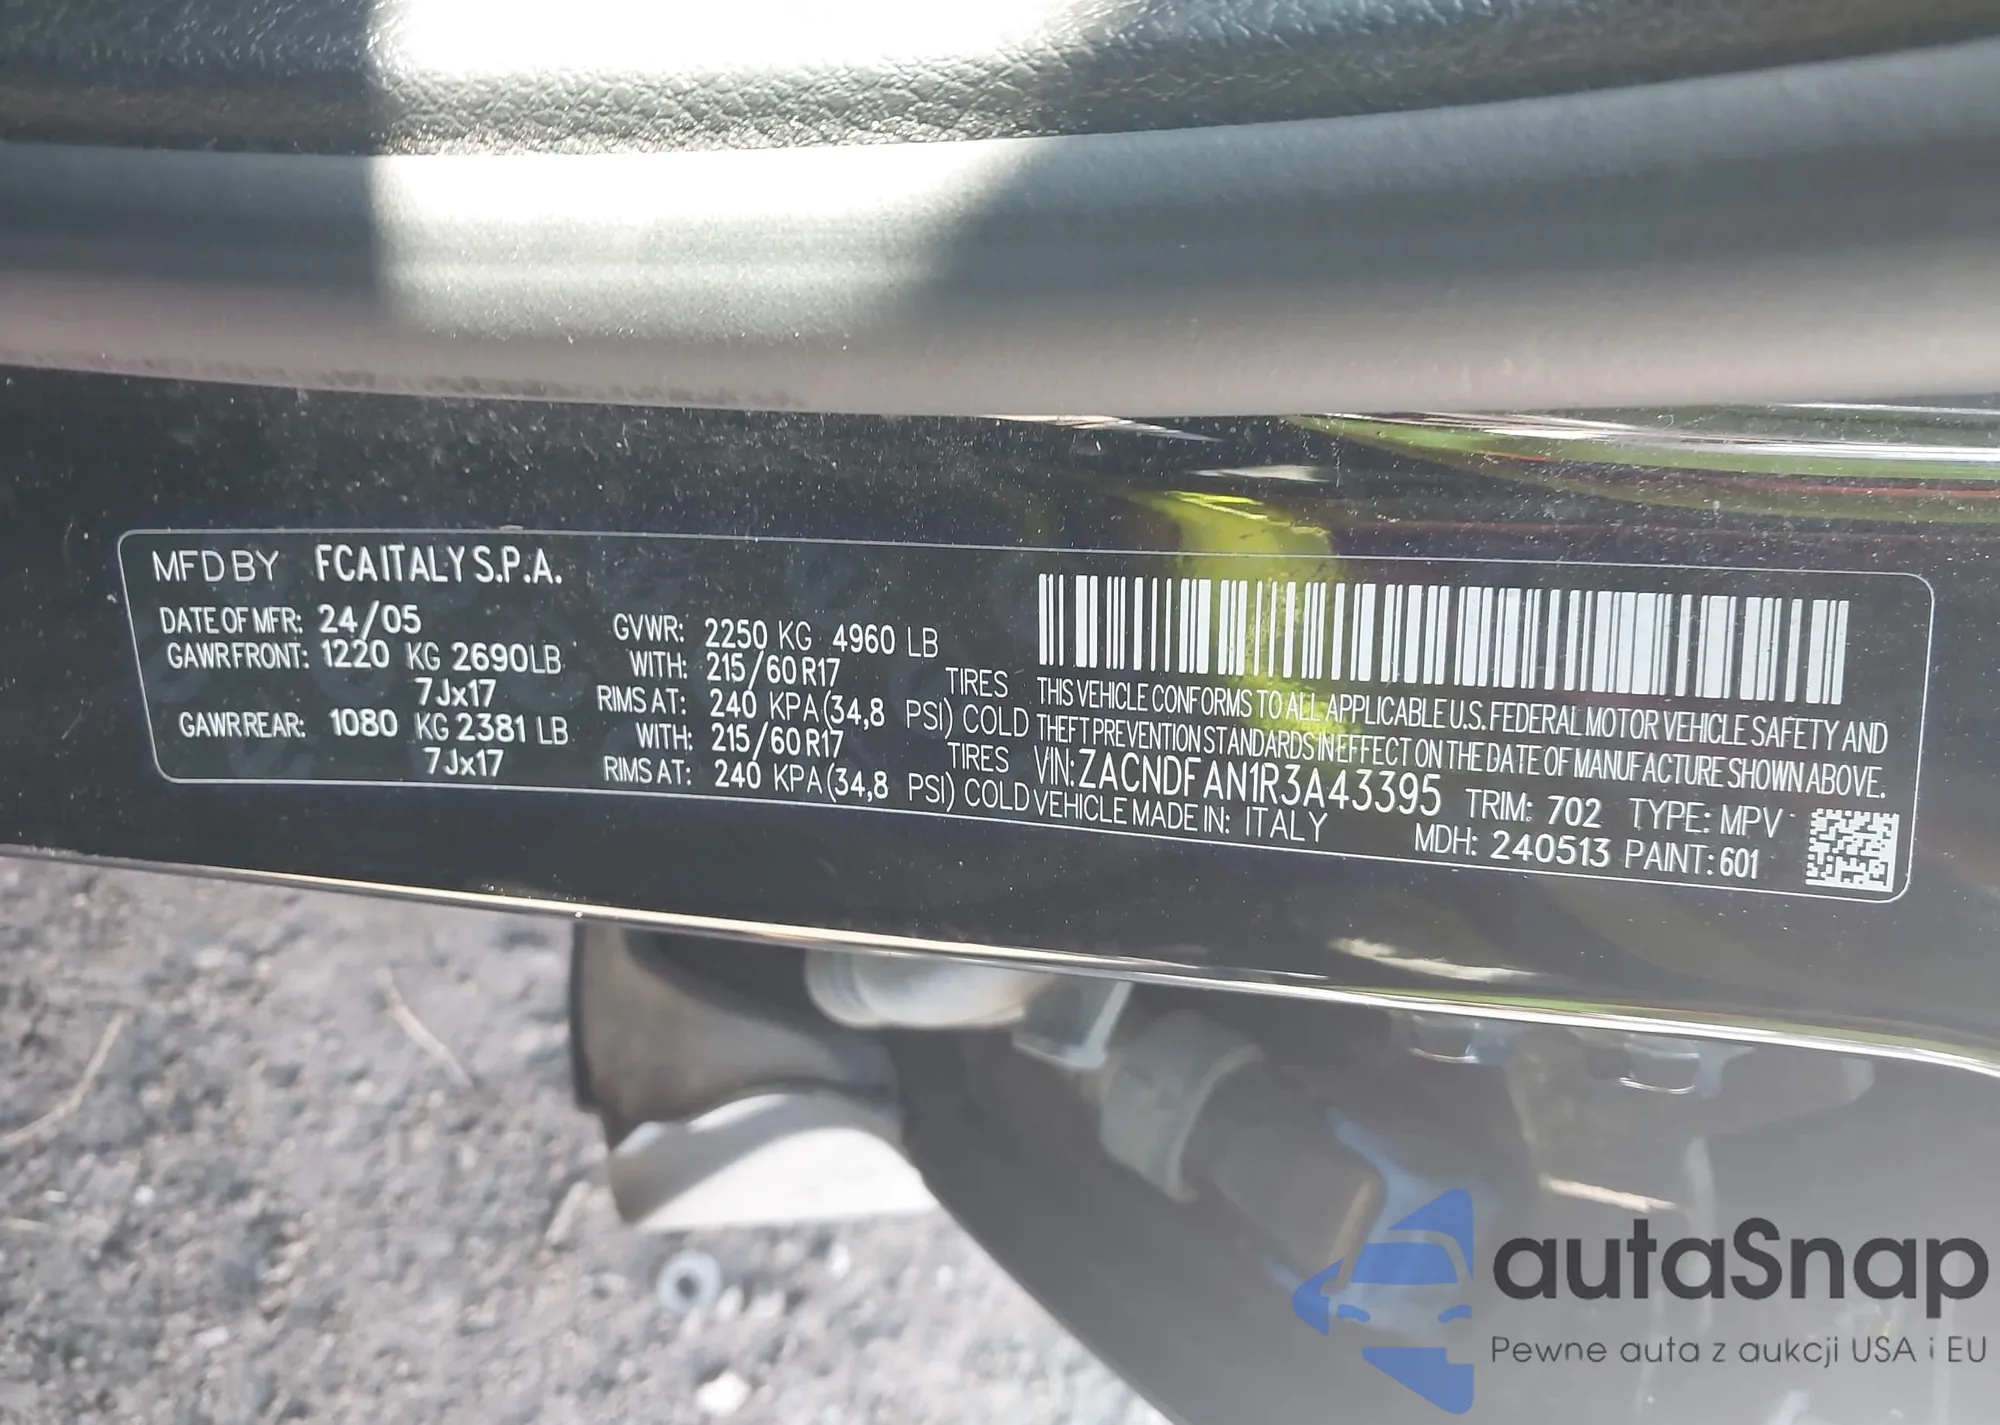 MFD BY FCA ITALY S.P.A.
DATE OF MFR: 24/05
GAWR FRONT: 1220 KG 2690 LB
7Jx17
GAWR REAR: 1080 KG 2381 LB
7Jx17
GVWR: 2250 KG 4960 LB
WITH: 215/60 R17 TIRES
RIMS AT: 240 KPA (34,8 PSI) COLD
WITH: 215/60 R17 TIRES
RIMS AT: 240 KPA (34,8 PSI) COLD
THIS VEHICLE CONFORMS TO ALL APPLICABLE U.S. FEDERAL MOTOR VEHICLE SAFETY AND
THEFT PREVENTION STANDARDS IN EFFECT ON THE DATE OF MANUFACTURE SHOWN ABOVE.
VIN: ZACNDFAN1R3A43395 TRIM: 702 TYPE: MPV
VEHICLE MADE IN: ITALY MDH: 240513 PAINT: 601
autaSnap
Pewne auta z aukcji USA i EU